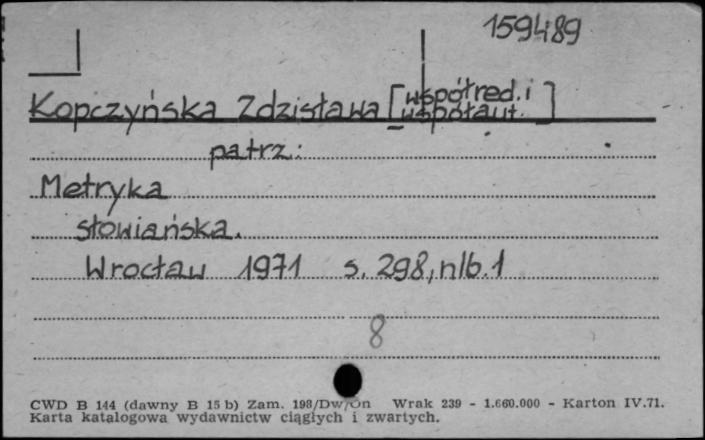 159489
Kopczyńska Zdzisława [współred. i
współaut.]
patrz:
Metryka
słowiańska.
Wrocław 1971 s. 298, nlb. 1
8
CWD B 144 (dawny B 15 b) Zam. 198/Dw/On Wrak 239 - 1.660.000 - Karton IV.71.
Karta katalogowa wydawnictw ciągłych i zwartych.